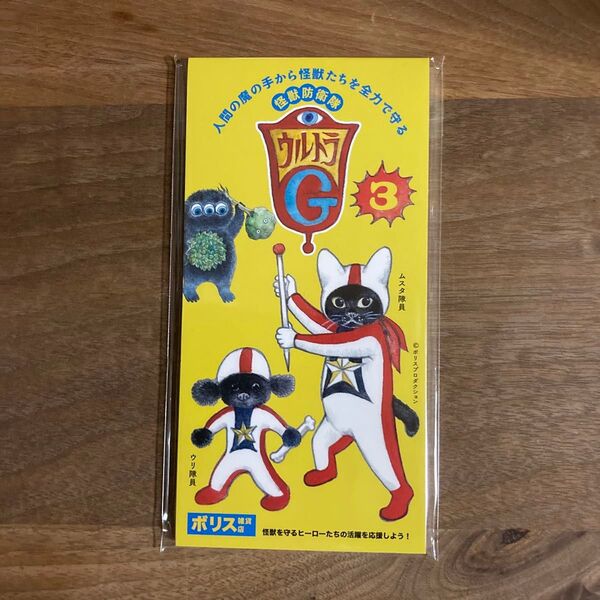 人間の魔の手から怪獣たちを全力で守る
怪獣防衛隊
ウルトラ
G
3
ムスタ隊員
©ボリスプロダクション
ウリ隊員
ボリス雑貨店
怪獣を守るヒーローたちの活躍を応援しよう!